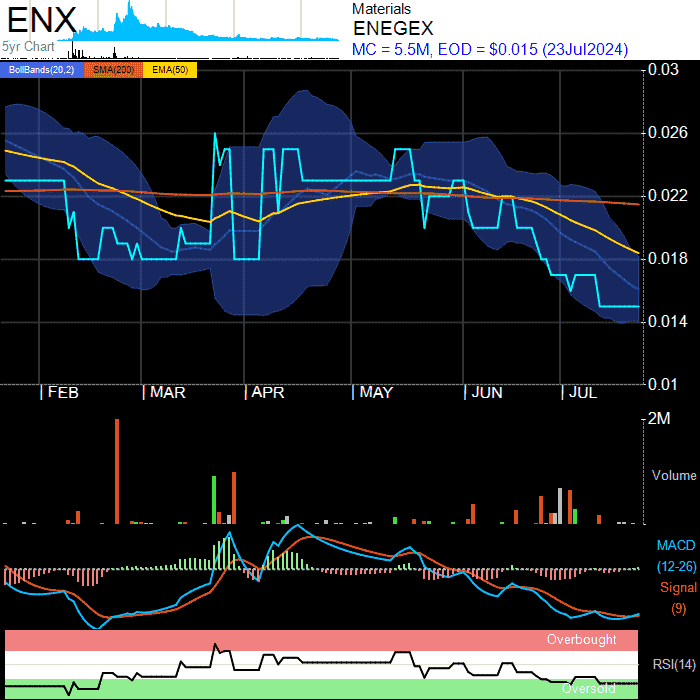 ENX
5yr Chart
Materials
ENEGEX
MC = 5.5M, EOD = $0.015 (23Jul2024)
BollBands(20,2) SMA(200) EMA(50)
0.03
0.026
0.022
0.018
0.014
0.01
| FEB | MAR | APR | MAY | JUN | JUL
2M
Volume
MACD
(12-26)
Signal
(9)
Overbought
RSI(14)
Oversold